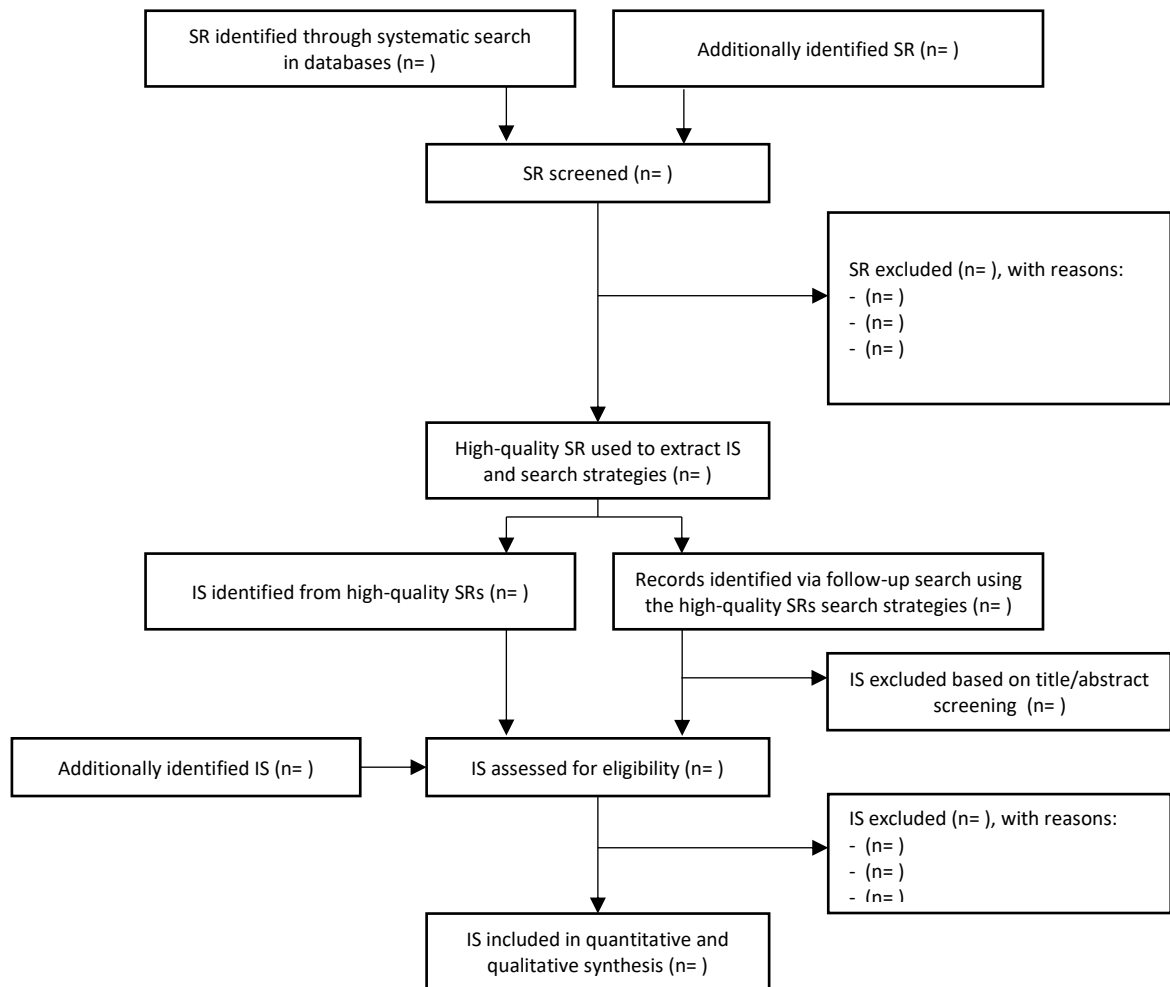 SR identified through systematic search
in databases (n= )
Additionally identified SR (n= )
SR screened (n= )
SR excluded (n= ), with reasons:
- (n= )
- (n= )
- (n= )
High-quality SR used to extract IS
and search strategies (n= )
IS identified from high-quality SRs (n= )
Records identified via follow-up search using
the high-quality SRs search strategies (n= )
IS excluded based on title/abstract
screening (n= )
Additionally identified IS (n= )
IS assessed for eligibility (n= )
IS excluded (n= ), with reasons:
- (n= )
- (n= )
- (n= )
IS included in quantitative and
qualitative synthesis (n= )